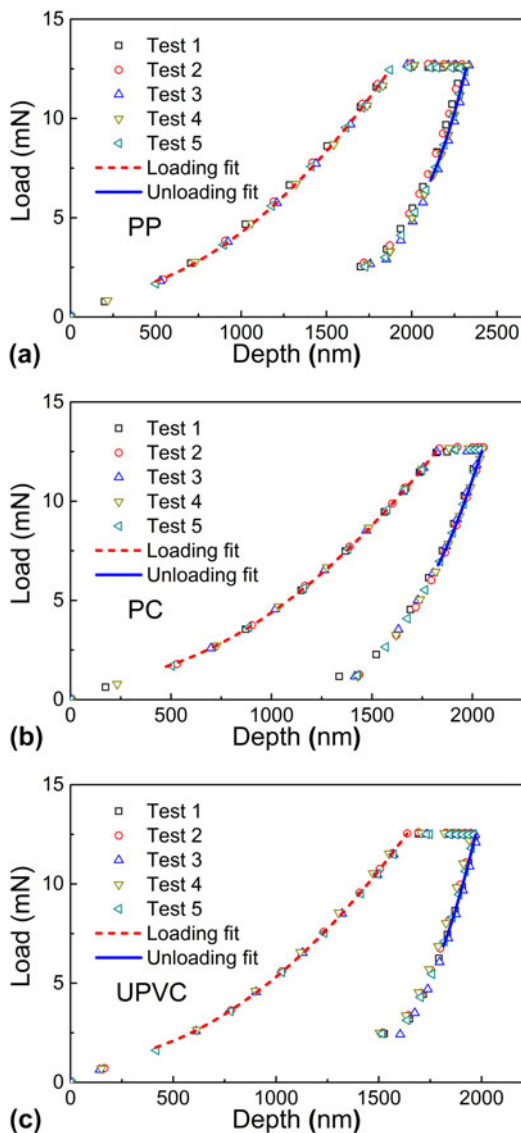 15
10
5
0
Load (mN)
Test 1
Test 2
Test 3
Test 4
Test 5
Loading fit
Unloading fit
PP
0 500 1000 1500 2000 2500
Depth (nm)
(a)
15
10
5
0
Load (mN)
Test 1
Test 2
Test 3
Test 4
Test 5
Loading fit
Unloading fit
PC
0 500 1000 1500 2000
Depth (nm)
(b)
15
10
5
0
Load (mN)
Test 1
Test 2
Test 3
Test 4
Test 5
Loading fit
Unloading fit
UPVC
0 500 1000 1500 2000
Depth (nm)
(c)